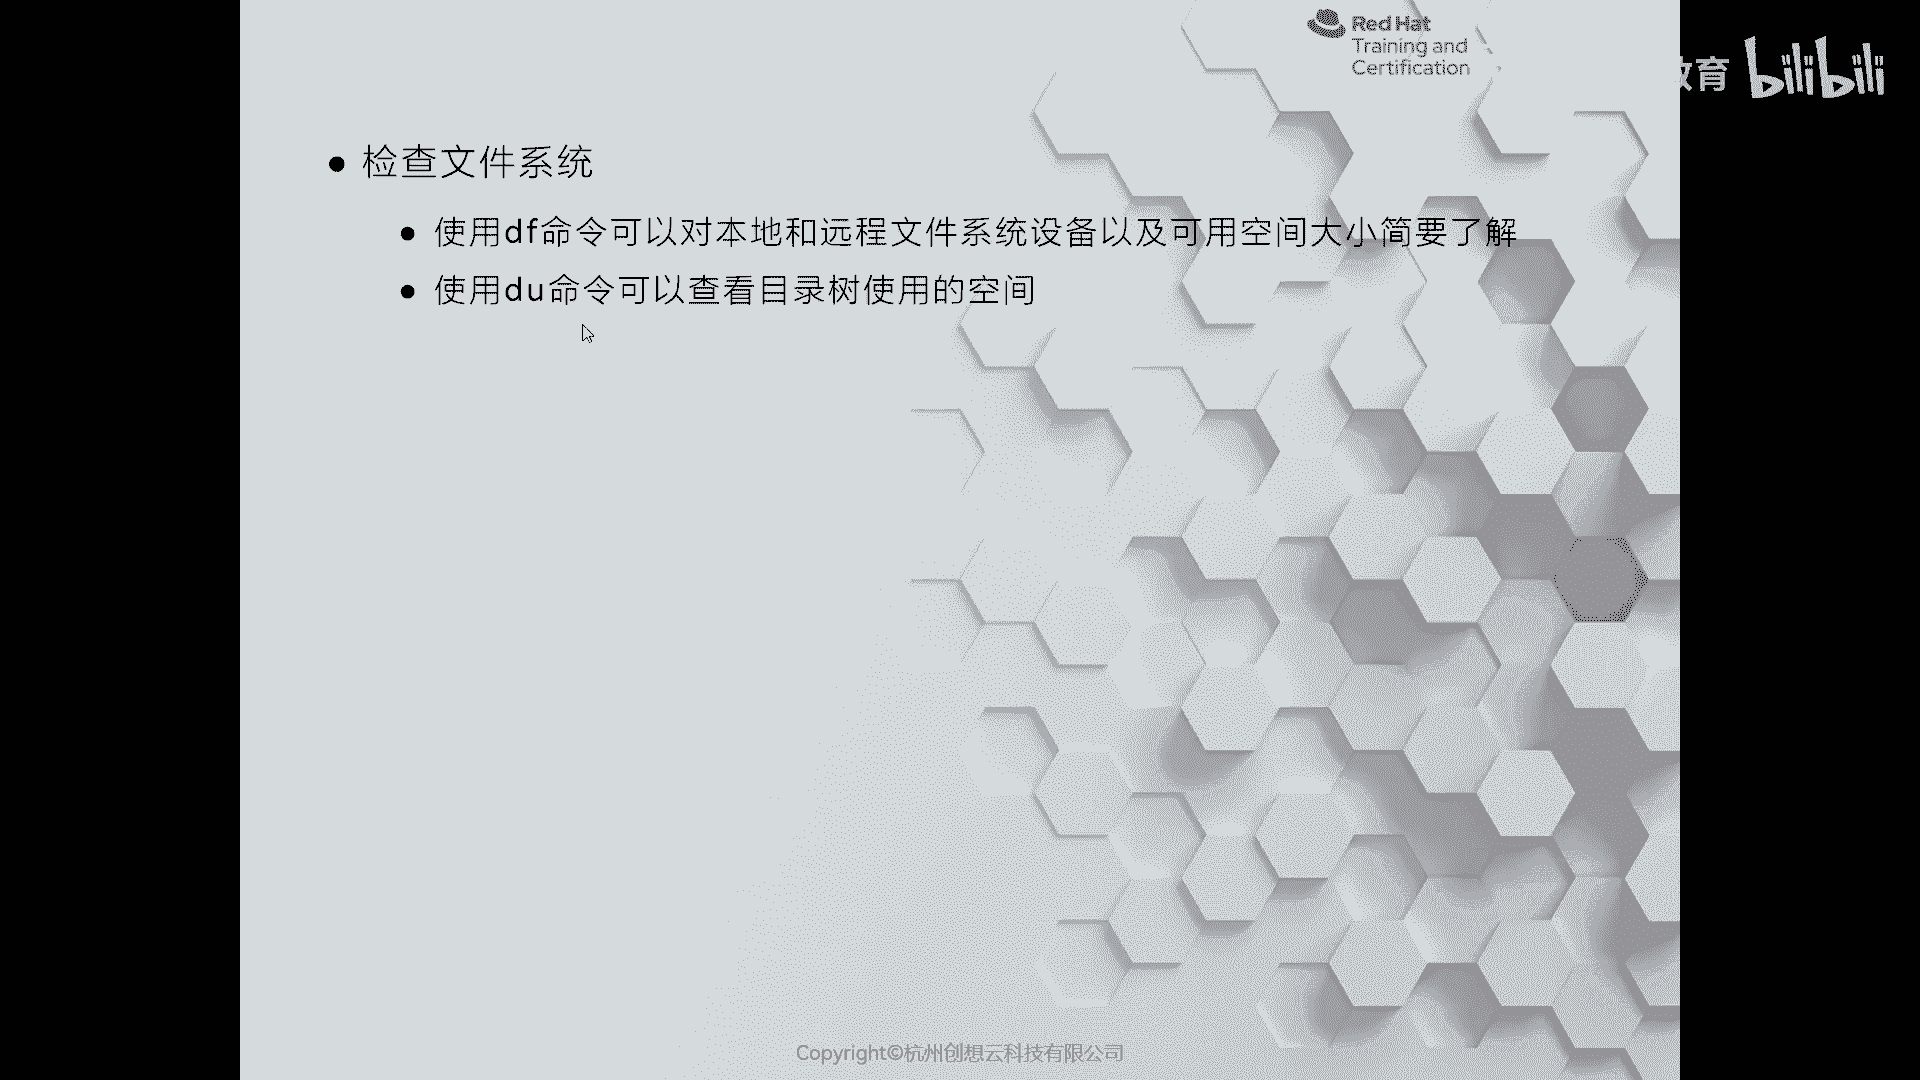 Red Hat
Training and
Certification
教育 bilibili
检查文件系统
使用df命令可以对本地和远程文件系统设备以及可用空间大小简要了解
使用du命令可以查看目录树使用的空间
Copyright©杭州创想云科技有限公司